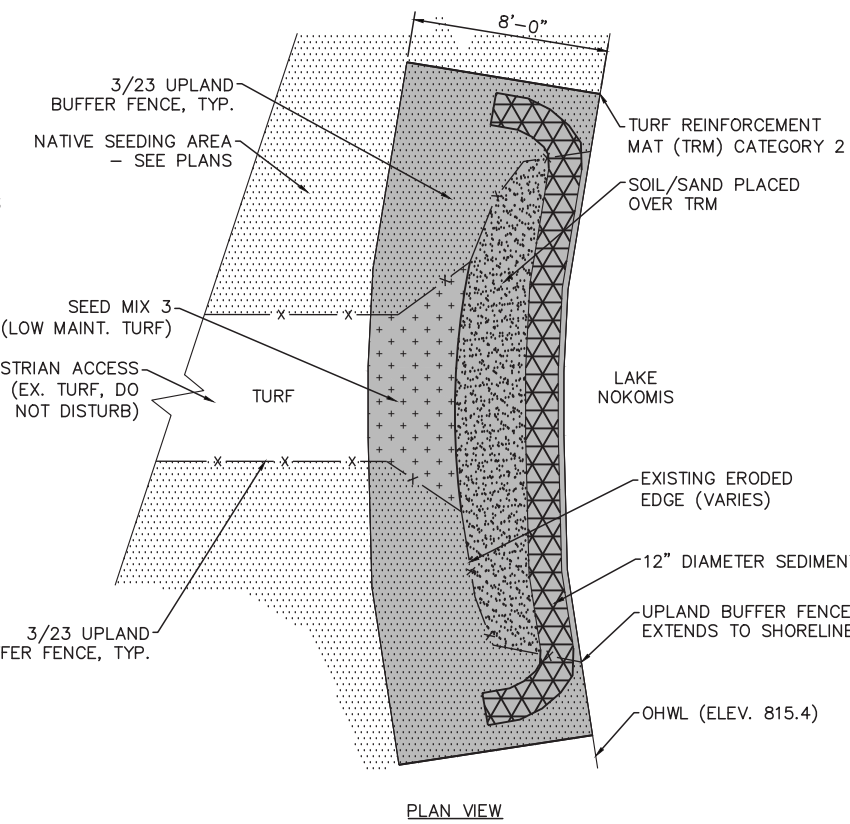 8'-0"
3/23 UPLAND
BUFFER FENCE, TYP.
NATIVE SEEDING AREA
– SEE PLANS
SEED MIX 3
(LOW MAINT. TURF)
STRIAN ACCESS
(EX. TURF, DO
NOT DISTURB)
TURF
3/23 UPLAND
FER FENCE, TYP.
TURF REINFORCEMENT
MAT (TRM) CATEGORY 2
SOIL/SAND PLACED
OVER TRM
LAKE
NOKOMIS
EXISTING ERODED
EDGE (VARIES)
12" DIAMETER SEDIMEN
UPLAND BUFFER FENCE
EXTENDS TO SHORELINE
OHWL (ELEV. 815.4)
PLAN VIEW